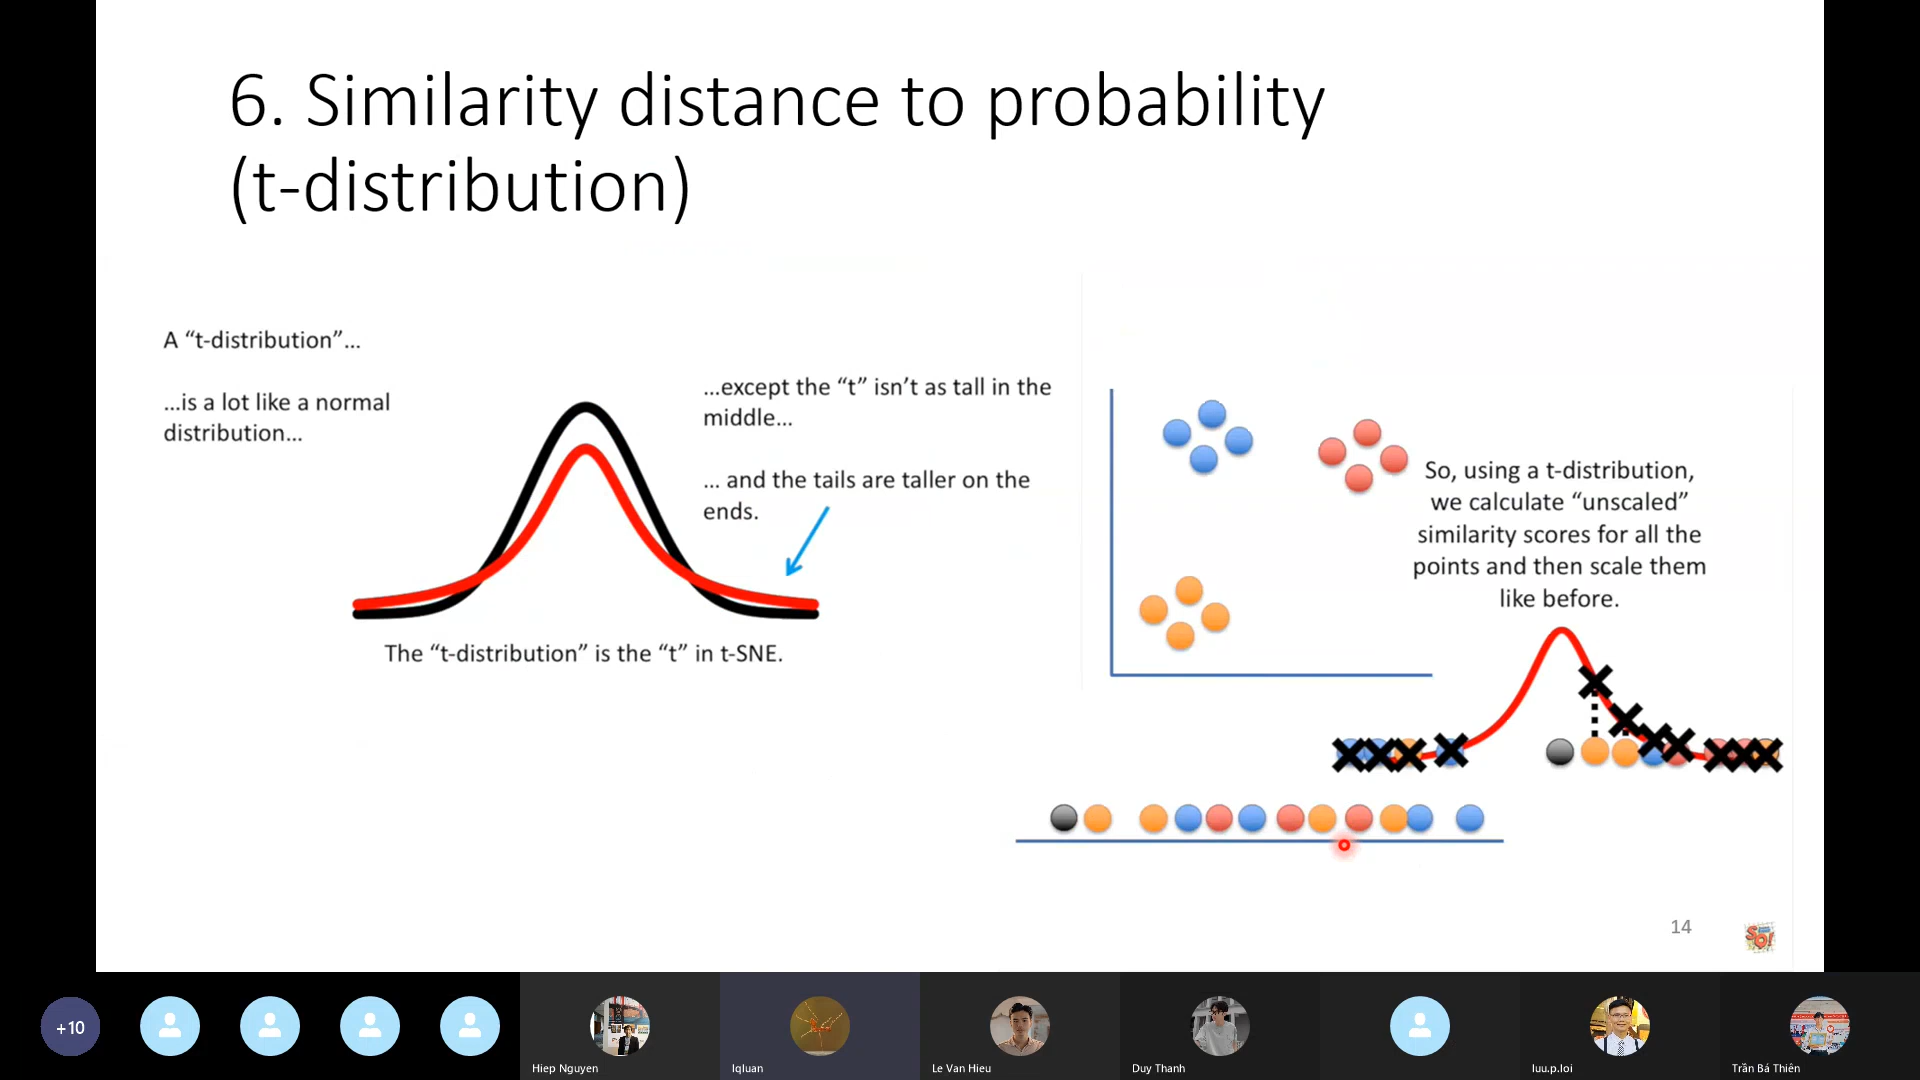 6. Similarity distance to probability
(t-distribution)
A “t-distribution”...
...is a lot like a normal
distribution...
...except the “t” isn’t as tall in the
middle...
... and the tails are taller on the
ends.
The “t-distribution” is the “t” in t-SNE.
So, using a t-distribution,
we calculate “unscaled”
similarity scores for all the
points and then scale them
like before.
14
SO!
+10
Hiep Nguyen
lqluan
Le Van Hieu
Duy Thanh
luu.p.loi
Trần Bá Thiên